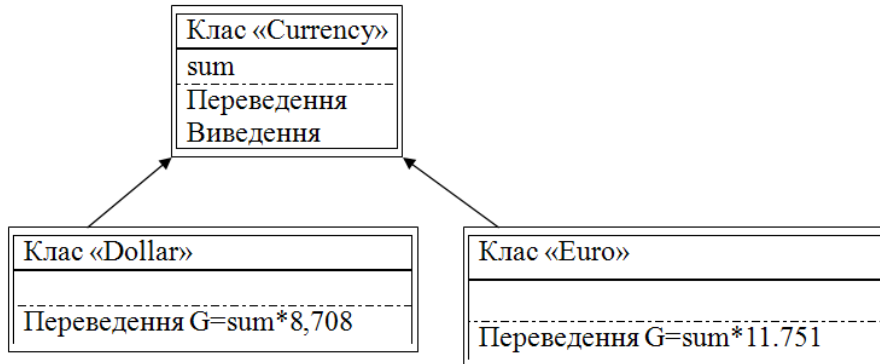 Клас «Currency»
sum
Переведення
Виведення
Клас «Dollar»
Переведення G=sum*8,708
Клас «Euro»
Переведення G=sum*11.751